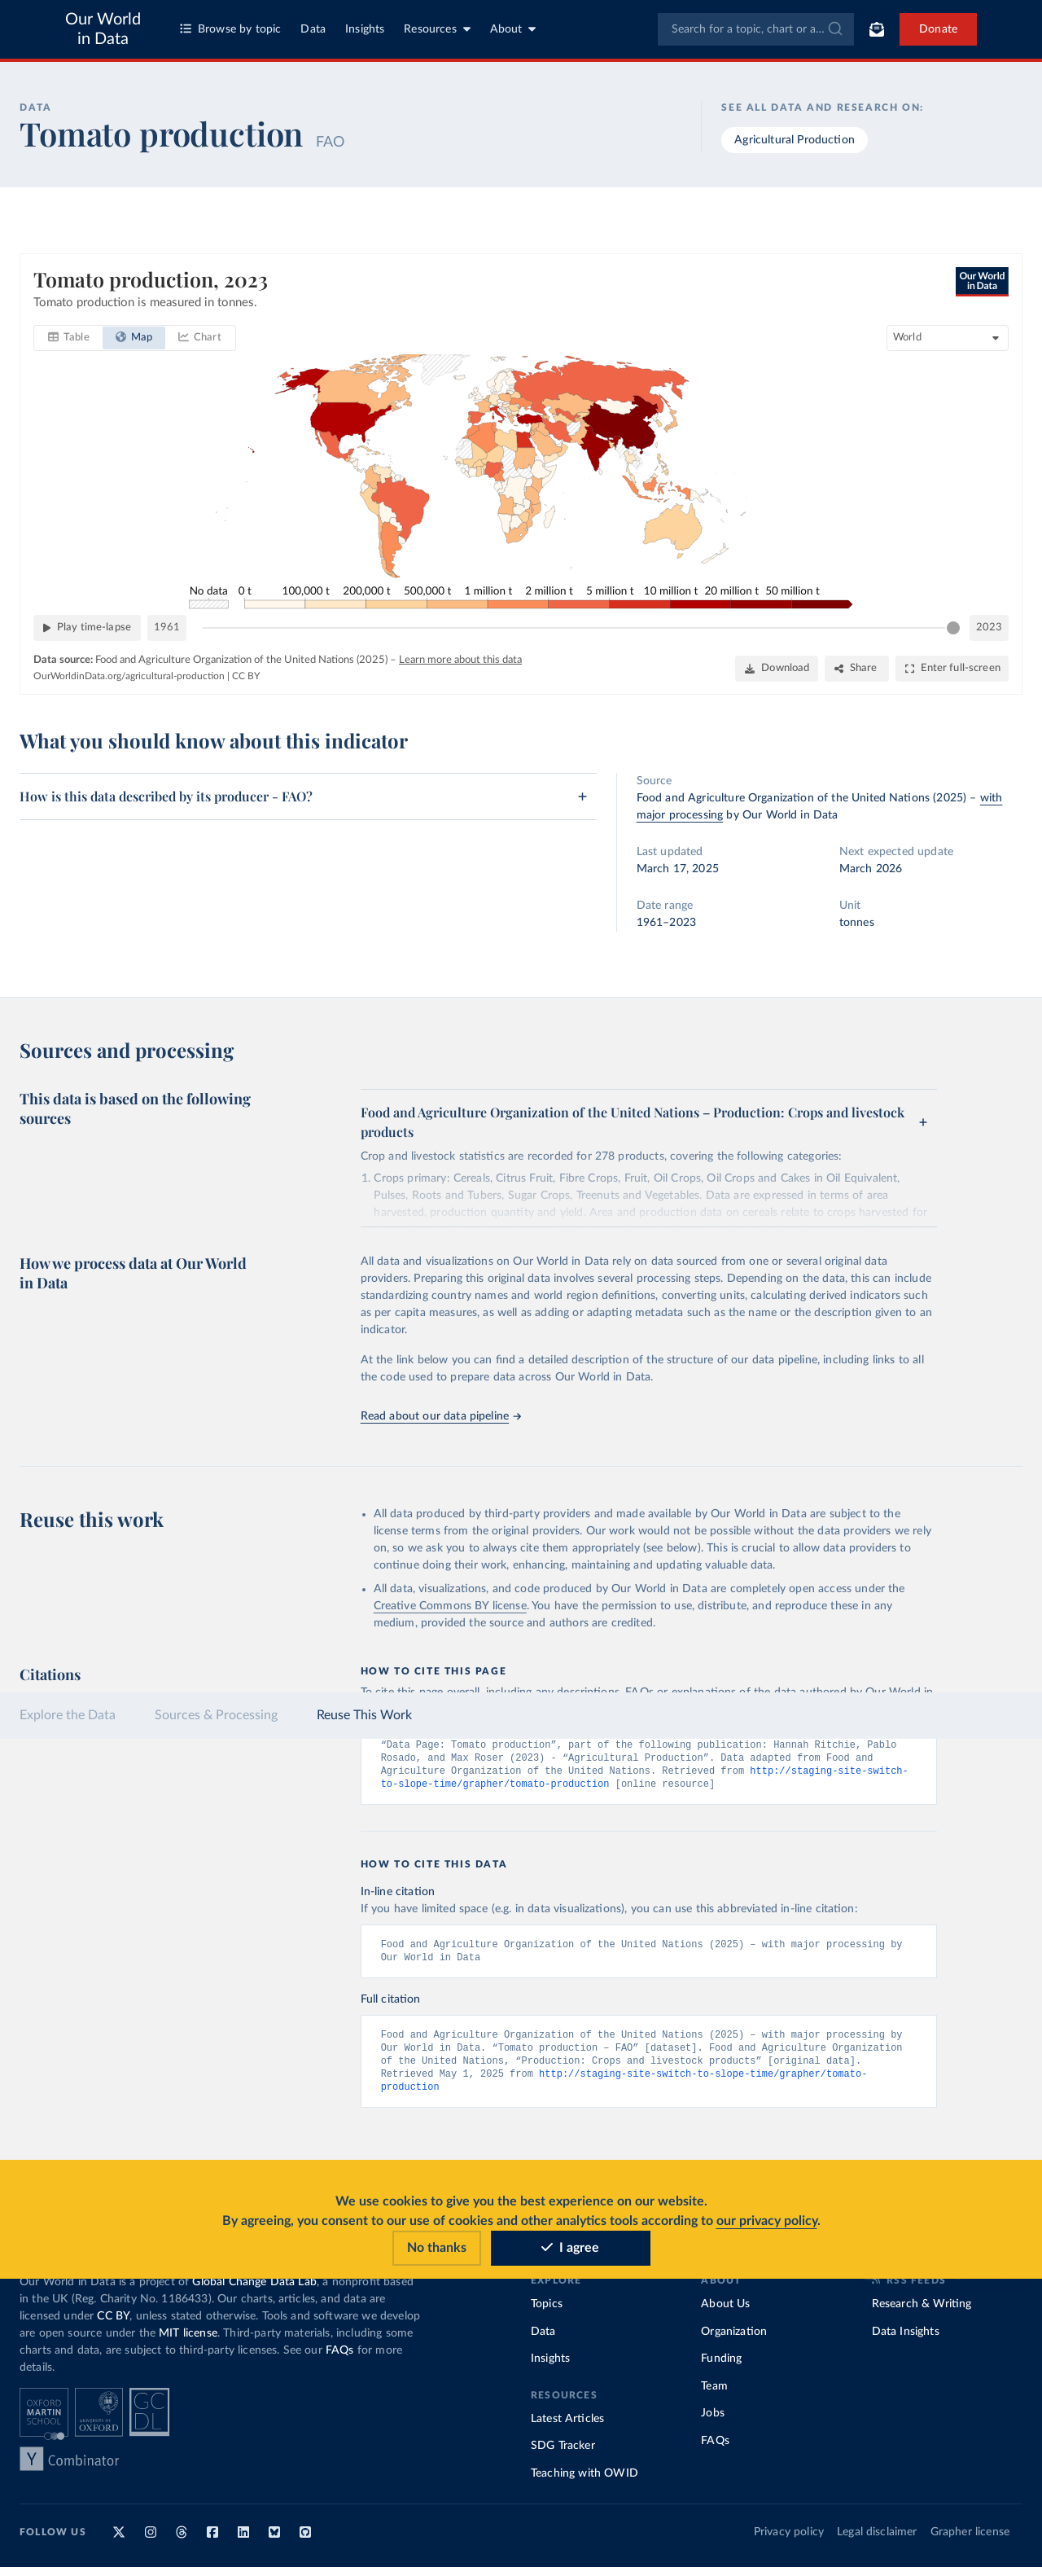 Our World
in Data
Browse by topic
Data
Insights
Resources
About
Search for a topic, chart or a...
Donate
DATA
Tomato production FAO
SEE ALL DATA AND RESEARCH ON:
Agricultural Production
Tomato production, 2023
Tomato production is measured in tonnes.
Our World
in Data
Table
Map
Chart
World
No data
0 t
100,000 t
200,000 t
500,000 t
1 million t
2 million t
5 million t
10 million t
20 million t
50 million t
Play time-lapse
1961
2023
Data source: Food and Agriculture Organization of the United Nations (2025) – Learn more about this data
OurWorldinData.org/agricultural-production | CC BY
Download
Share
Enter full-screen
What you should know about this indicator
How is this data described by its producer - FAO?
Source
Food and Agriculture Organization of the United Nations (2025) – with
major processing by Our World in Data
Last updated
March 17, 2025
Next expected update
March 2026
Date range
1961–2023
Unit
tonnes
Sources and processing
This data is based on the following
sources
Food and Agriculture Organization of the United Nations – Production: Crops and livestock
products
Crop and livestock statistics are recorded for 278 products, covering the following categories:
1. Crops primary: Cereals, Citrus Fruit, Fibre Crops, Fruit, Oil Crops, Oil Crops and Cakes in Oil Equivalent,
Pulses, Roots and Tubers, Sugar Crops, Treenuts and Vegetables. Data are expressed in terms of area
harvested, production quantity and yield. Area and production data on cereals relate to crops harvested for
How we process data at Our World
in Data
All data and visualizations on Our World in Data rely on data sourced from one or several original data
providers. Preparing this original data involves several processing steps. Depending on the data, this can include
standardizing country names and world region definitions, converting units, calculating derived indicators such
as per capita measures, as well as adding or adapting metadata such as the name or the description given to an
indicator.
At the link below you can find a detailed description of the structure of our data pipeline, including links to all
the code used to prepare data across Our World in Data.
Read about our data pipeline
Reuse this work
• All data produced by third-party providers and made available by Our World in Data are subject to the
license terms from the original providers. Our work would not be possible without the data providers we rely
on, so we ask you to always cite them appropriately (see below). This is crucial to allow data providers to
continue doing their work, enhancing, maintaining and updating valuable data.
• All data, visualizations, and code produced by Our World in Data are completely open access under the
Creative Commons BY license. You have the permission to use, distribute, and reproduce these in any
medium, provided the source and authors are credited.
Citations
HOW TO CITE THIS PAGE
To cite this page overall, including any descriptions, FAQs or explanations of the data authored by Our World in
Explore the Data
Sources & Processing
Reuse This Work
“Data Page: Tomato production”, part of the following publication: Hannah Ritchie, Pablo
Rosado, and Max Roser (2023) - “Agricultural Production”. Data adapted from Food and
Agriculture Organization of the United Nations. Retrieved from http://staging-site-switch-
to-slope-time/grapher/tomato-production [online resource]
HOW TO CITE THIS DATA
In-line citation
If you have limited space (e.g. in data visualizations), you can use this abbreviated in-line citation:
Food and Agriculture Organization of the United Nations (2025) – with major processing by
Our World in Data
Full citation
Food and Agriculture Organization of the United Nations (2025) – with major processing by
Our World in Data. “Tomato production – FAO” [dataset]. Food and Agriculture Organization
of the United Nations, “Production: Crops and livestock products” [original data].
Retrieved May 1, 2025 from http://staging-site-switch-to-slope-time/grapher/tomato-
production
We use cookies to give you the best experience on our website.
By agreeing, you consent to our use of cookies and other analytics tools according to our privacy policy.
No thanks
I agree
Our World in Data is a project of Global Change Data Lab, a nonprofit based
in the UK (Reg. Charity No. 1186433). Our charts, articles, and data are
licensed under CC BY, unless stated otherwise. Tools and software we develop
are open source under the MIT license. Third-party materials, including some
charts and data, are subject to third-party licenses. See our FAQs for more
details.
OXFORD
MARTIN
SCHOOL
UNIVERSITY OF
OXFORD
GC
DL
Y Combinator
EXPLORE
Topics
Data
Insights
RESOURCES
Latest Articles
SDG Tracker
Teaching with OWID
ABOUT
About Us
Organization
Funding
Team
Jobs
FAQs
RSS FEEDS
Research & Writing
Data Insights
FOLLOW US
Privacy policy
Legal disclaimer
Grapher license